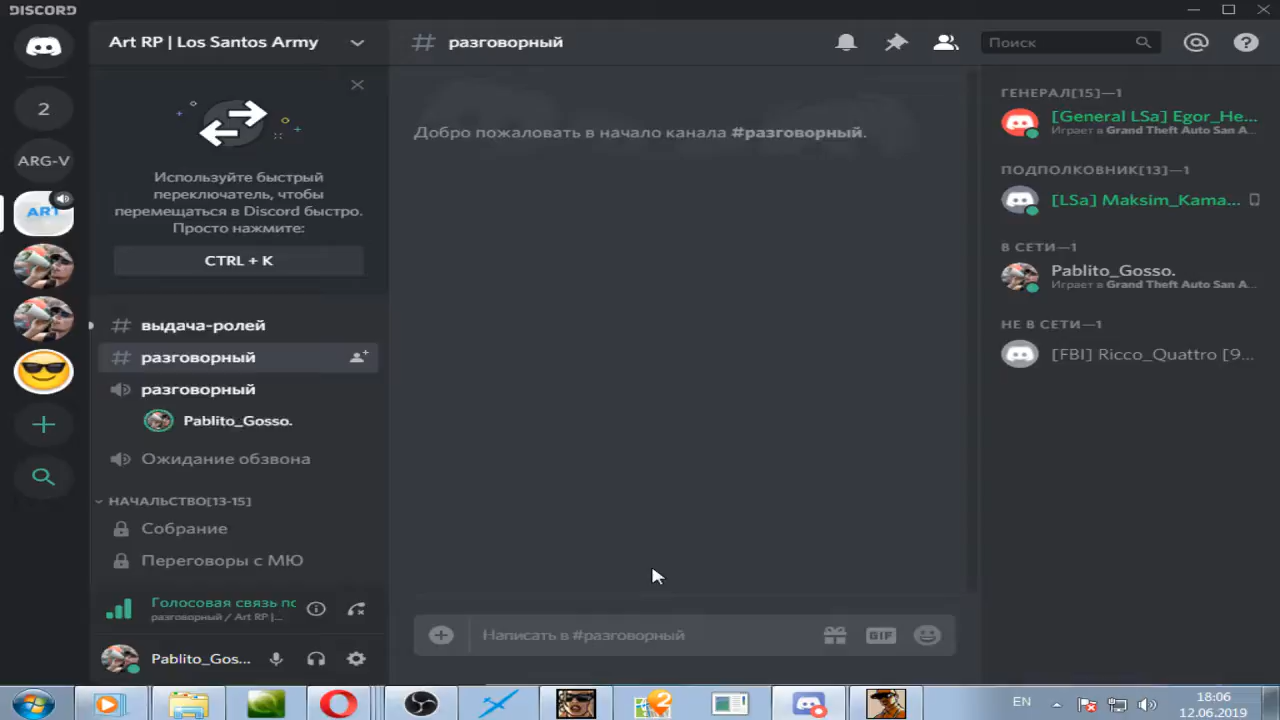 DISCORD
Art RP | Los Santos Army
# разговорный
Поиск
2
ARG-V
ART
Используйте быстрый
переключатель, чтобы
перемещаться в Discord быстро.
Просто нажмите:
CTRL + K
# выдача-ролей
# разговорный
разговорный
Pablito_Gosso.
Ожидание обзвона
НАЧАЛЬСТВО[13-15]
Собрание
Переговоры с МЮ
Голосовая связь по
разговорный / Art RP |...
Pablito_Gos...
Добро пожаловать в начало канала #разговорный.
Написать в #разговорный
GIF
ГЕНЕРАЛ[15]—1
[General LSa] Egor_He...
Играет в Grand Theft Auto San A...
ПОДПОЛКОВНИК[13]—1
[LSa] Maksim_Kama...
В СЕТИ—1
Pablito_Gosso.
Играет в Grand Theft Auto San A...
НЕ В СЕТИ—1
[FBI] Ricco_Quattro [9...
2
EN
18:06
12.06.2019